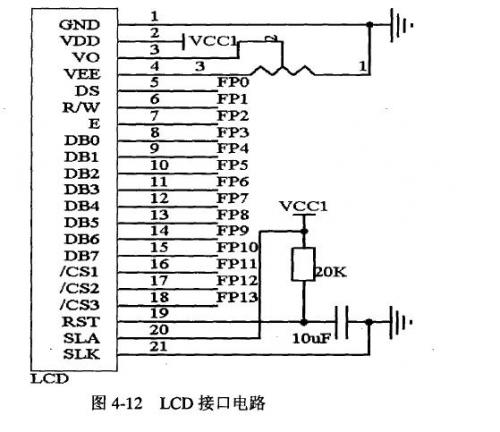 GND 1
VDD 2 VCC1 2
VO 3
VEE 4 3 1
DS 5 FP0
R/W 6 FP1
E 7 FP2
DB0 8 FP3
DB1 9 FP4
DB2 10 FP5
DB3 11 FP6
DB4 12 FP7
DB5 13 FP8
DB6 14 FP9
DB7 15 FP10
/CS1 16 FP11
/CS2 17 FP12
/CS3 18 FP13
RST 19
SLA 20
SLK 21
VCC1
20K
10uF
LCD
图 4-12 LCD 接口电路